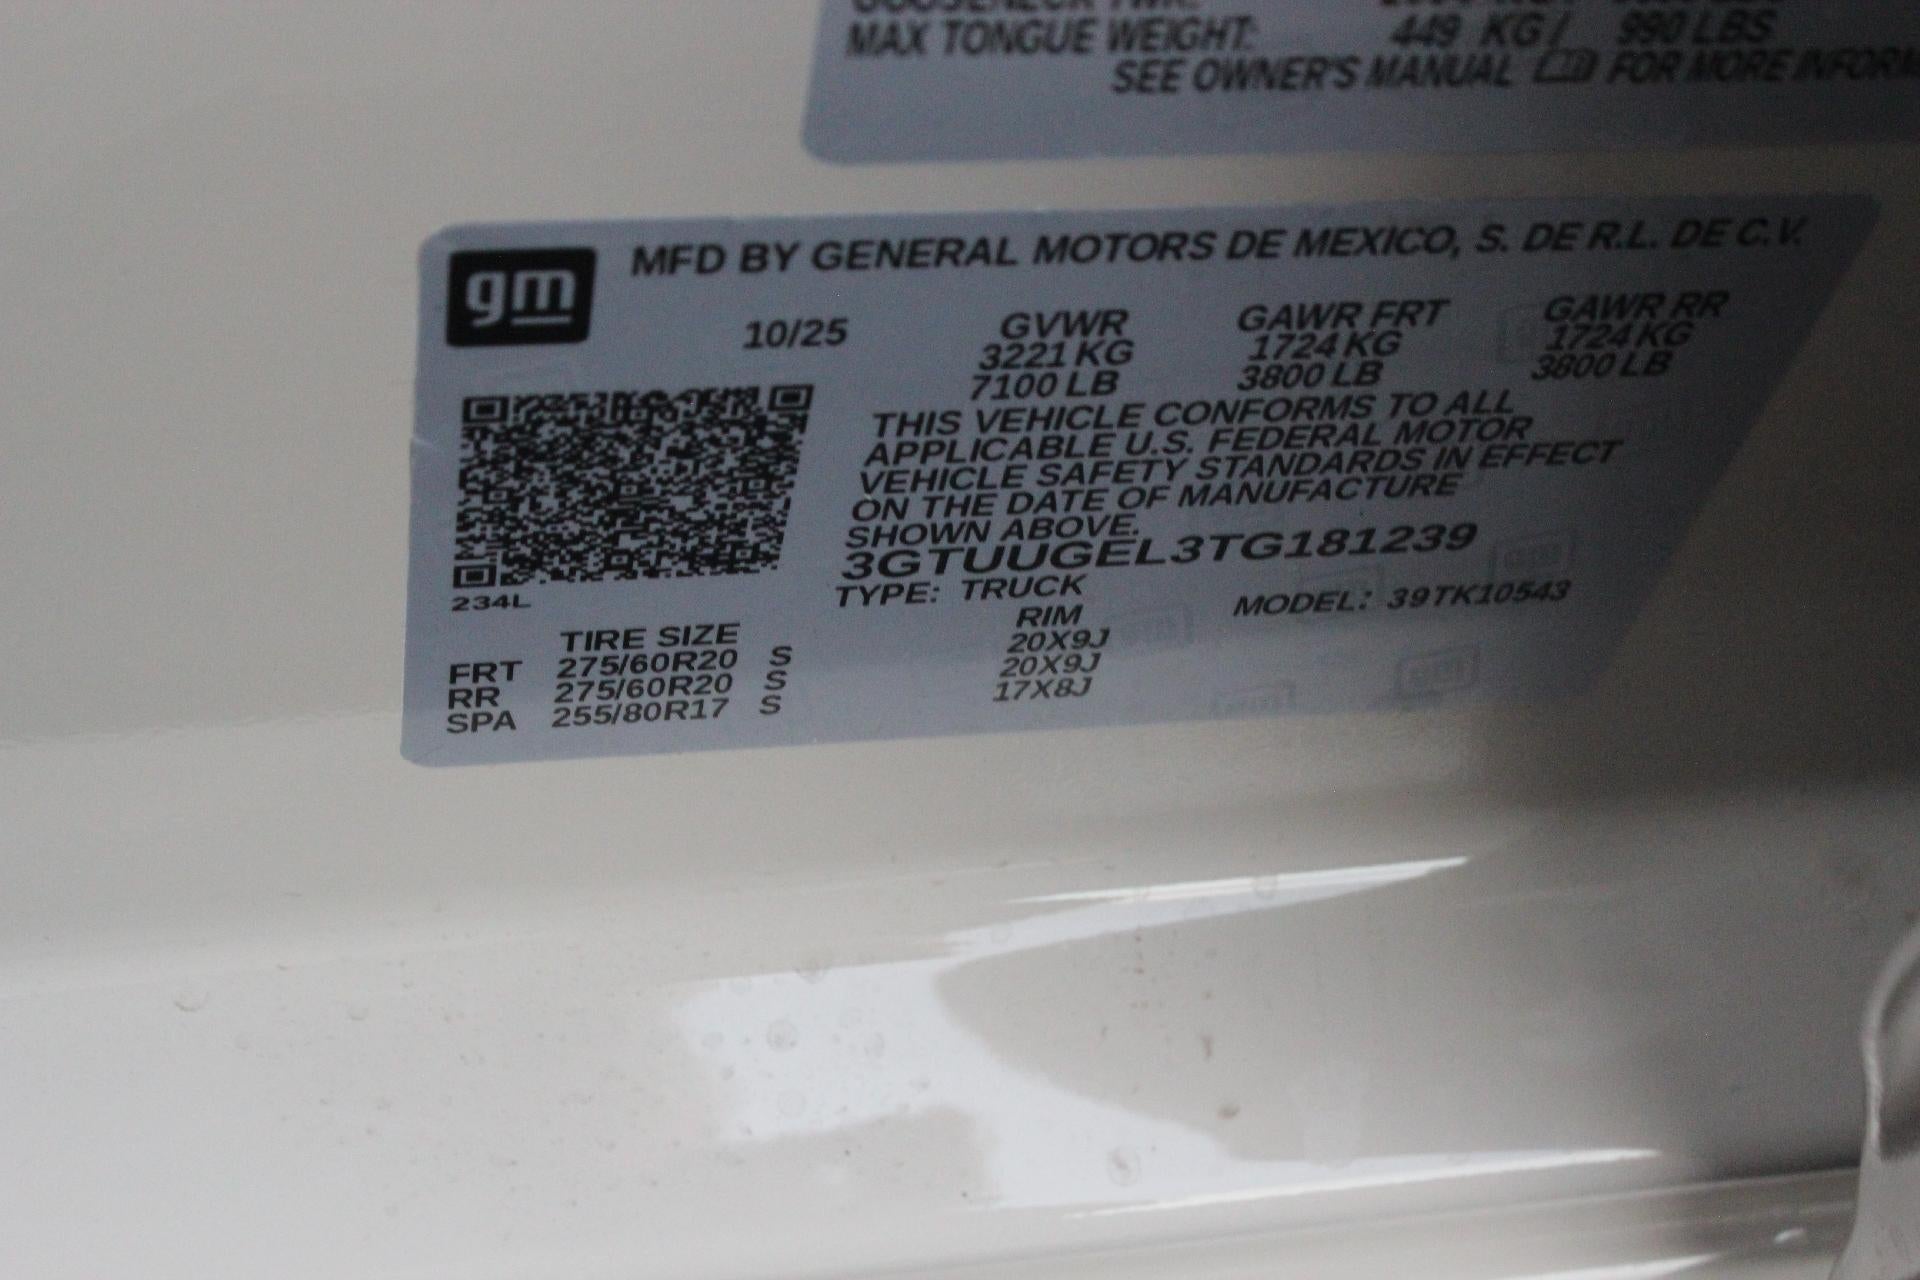 MAX TONGUE WEIGHT: 449 KG / 990 LBS
SEE OWNER'S MANUAL FOR MORE
gm
MFD BY GENERAL MOTORS DE MEXICO, S. DE R.L. DE C.V.
10/25 GVWR GAWR FRT GAWR RR
3221 KG 1724 KG 1724 KG
7100 LB 3800 LB 3800 LB
THIS VEHICLE CONFORMS TO ALL
APPLICABLE U.S. FEDERAL MOTOR
VEHICLE SAFETY STANDARDS IN EFFECT
ON THE DATE OF MANUFACTURE
SHOWN ABOVE.
3GTUUGEL3TG181239
TYPE: TRUCK MODEL: 39TK10543
234L
TIRE SIZE RIM
FRT 275/60R20 S 20X9J
RR 275/60R20 S 20X9J
SPA 255/80R17 S 17X8J